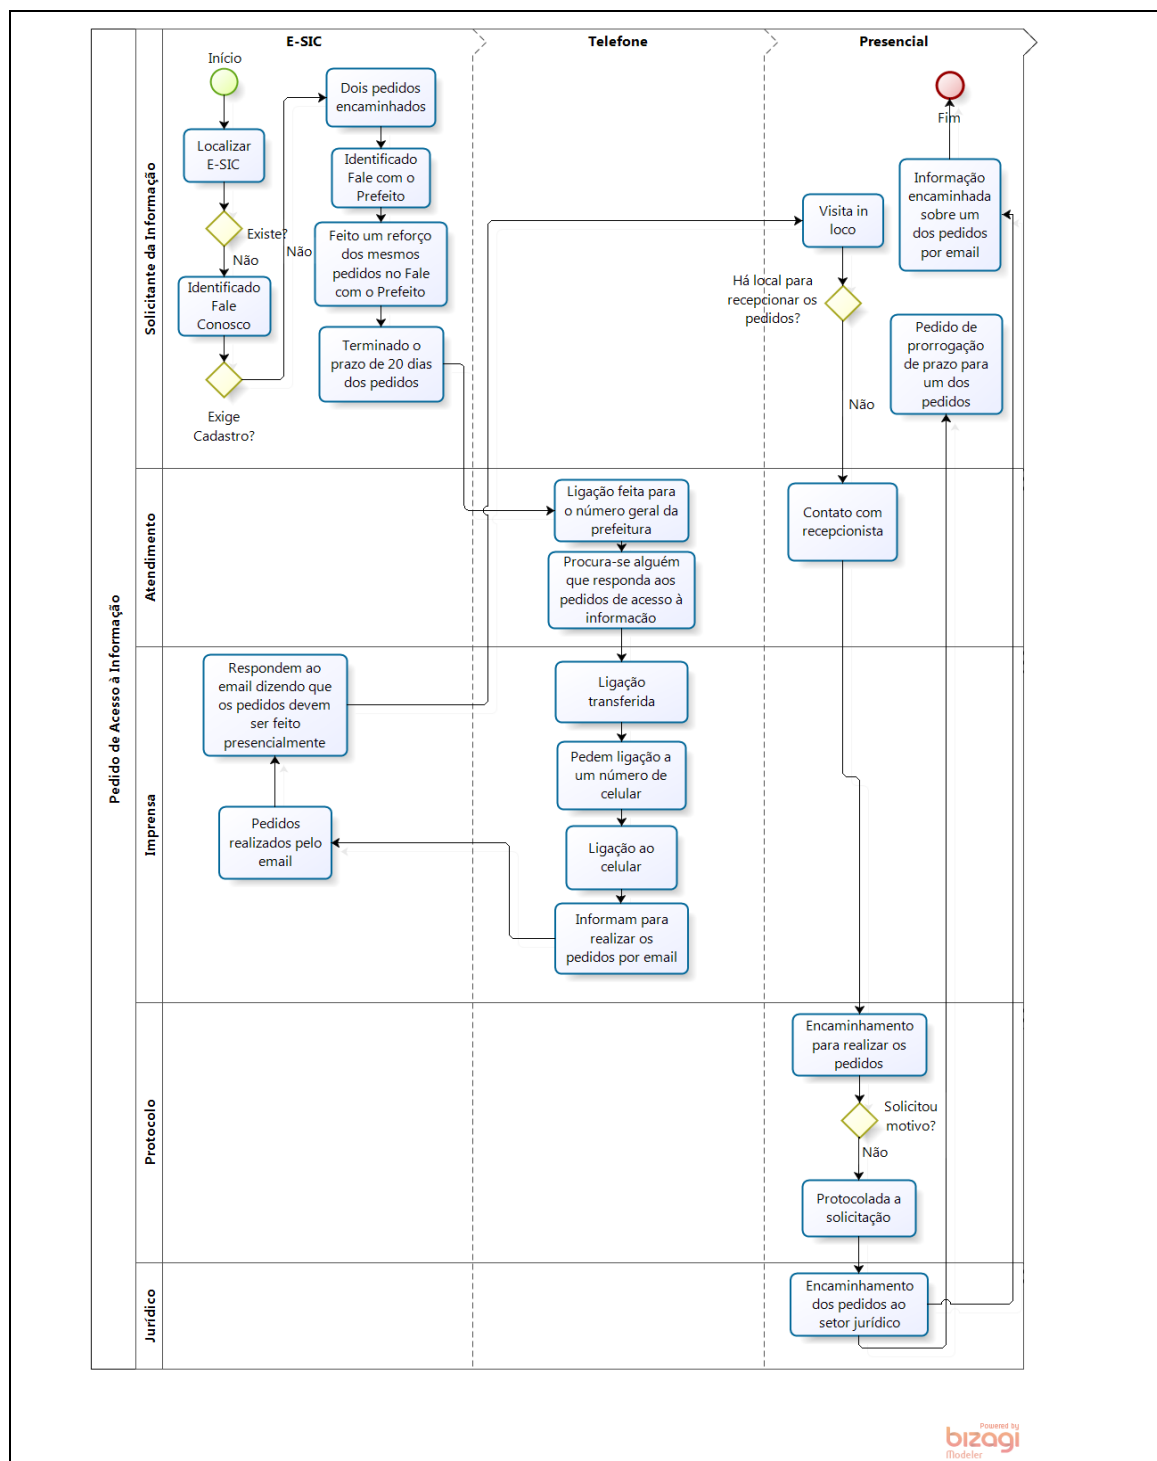 E-SIC
Telefone
Presencial
Pedido de Acesso à Informação
Solicitante da Informação
Início
Localizar
E-SIC
Existe?
Não
Identificado
Fale
Conosco
Exige
Cadastro?
Não
Dois pedidos
encaminhados
Identificado
Fale com o
Prefeito
Feito um reforço
dos mesmos
pedidos no Fale
com o Prefeito
Terminado o
prazo de 20 dias
dos pedidos
Visita in
loco
Há local para
recepcionar os
pedidos?
Não
Fim
Informação
encaminhada
sobre um
dos pedidos
por email
Pedido de
prorrogação
de prazo para
um dos
pedidos
Atendimento
Ligação feita para
o número geral da
prefeitura
Procura-se alguém
que responda aos
pedidos de acesso à
informacão
Contato com
recepcionista
Imprensa
Respondem ao
email dizendo que
os pedidos devem
ser feito
presencialmente
Pedidos
realizados pelo
email
Ligação
transferida
Pedem ligação a
um número de
celular
Ligação ao
celular
Informam para
realizar os
pedidos por email
Protocolo
Encaminhamento
para realizar os
pedidos
Solicitou
motivo?
Não
Protocolada a
solicitação
Jurídico
Encaminhamento
dos pedidos ao
setor jurídico
Powered by
bizagi
Modeler